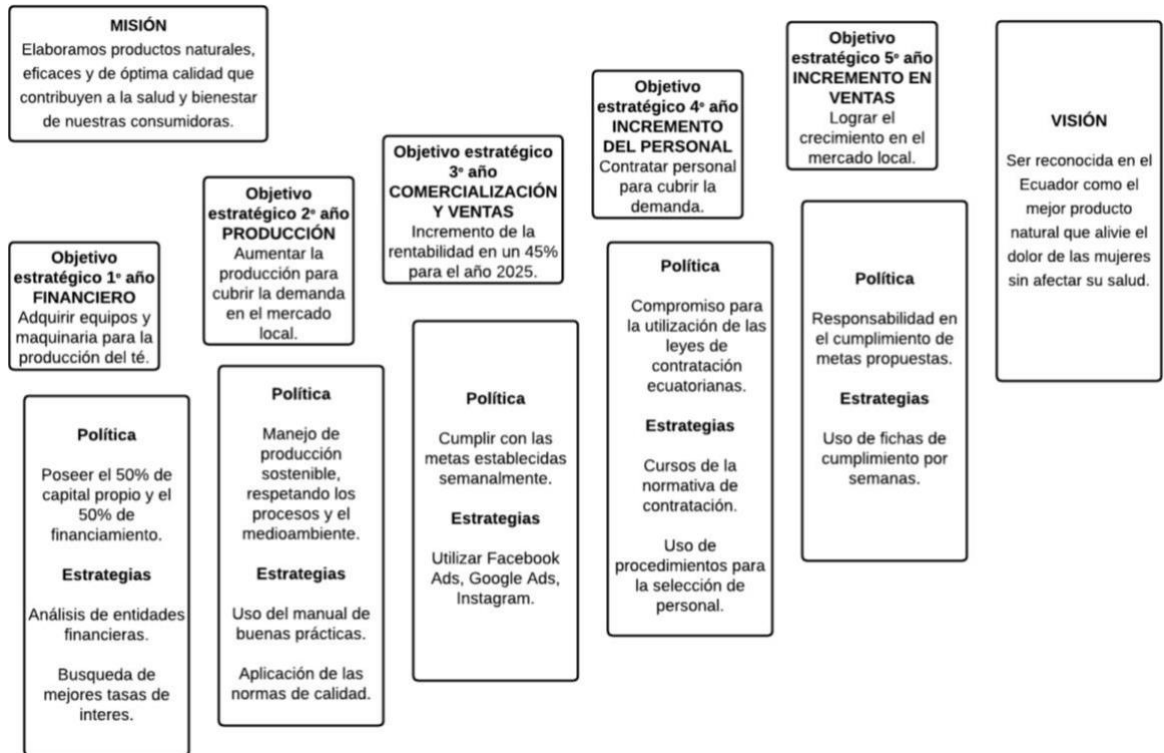 MISIÓN
Elaboramos productos naturales,
eficaces y de óptima calidad que
contribuyen a la salud y bienestar
de nuestras consumidoras.
Objetivo
estratégico 1º año
FINANCIERO
Adquirir equipos y
maquinaria para la
producción del té.
Política
Poseer el 50% de
capital propio y el
50% de
financiamiento.
Estrategias
Análisis de entidades
financieras.
Busqueda de
mejores tasas de
interes.
Objetivo
estratégico 2º año
PRODUCCIÓN
Aumentar la
producción para
cubrir la demanda
en el mercado
local.
Política
Manejo de
producción
sostenible,
respetando los
procesos y el
medioambiente.
Estrategias
Uso del manual de
buenas prácticas.
Aplicación de las
normas de calidad.
Objetivo estratégico
3º año
COMERCIALIZACIÓN
Y VENTAS
Incremento de la
rentabilidad en un 45%
para el año 2025.
Política
Cumplir con las
metas establecidas
semanalmente.
Estrategias
Utilizar Facebook
Ads, Google Ads,
Instagram.
Objetivo
estratégico 4º año
INCREMENTO
DEL PERSONAL
Contratar personal
para cubrir la
demanda.
Política
Compromiso para
la utilización de las
leyes de
contratación
ecuatorianas.
Estrategias
Cursos de la
normativa de
contratación.
Uso de
procedimientos para
la selección de
personal.
Objetivo
estratégico 5º año
INCREMENTO EN
VENTAS
Lograr el
crecimiento en el
mercado local.
Política
Responsabilidad en
el cumplimiento de
metas propuestas.
Estrategias
Uso de fichas de
cumplimiento por
semanas.
VISIÓN
Ser reconocida en el
Ecuador como el
mejor producto
natural que alivie el
dolor de las mujeres
sin afectar su salud.